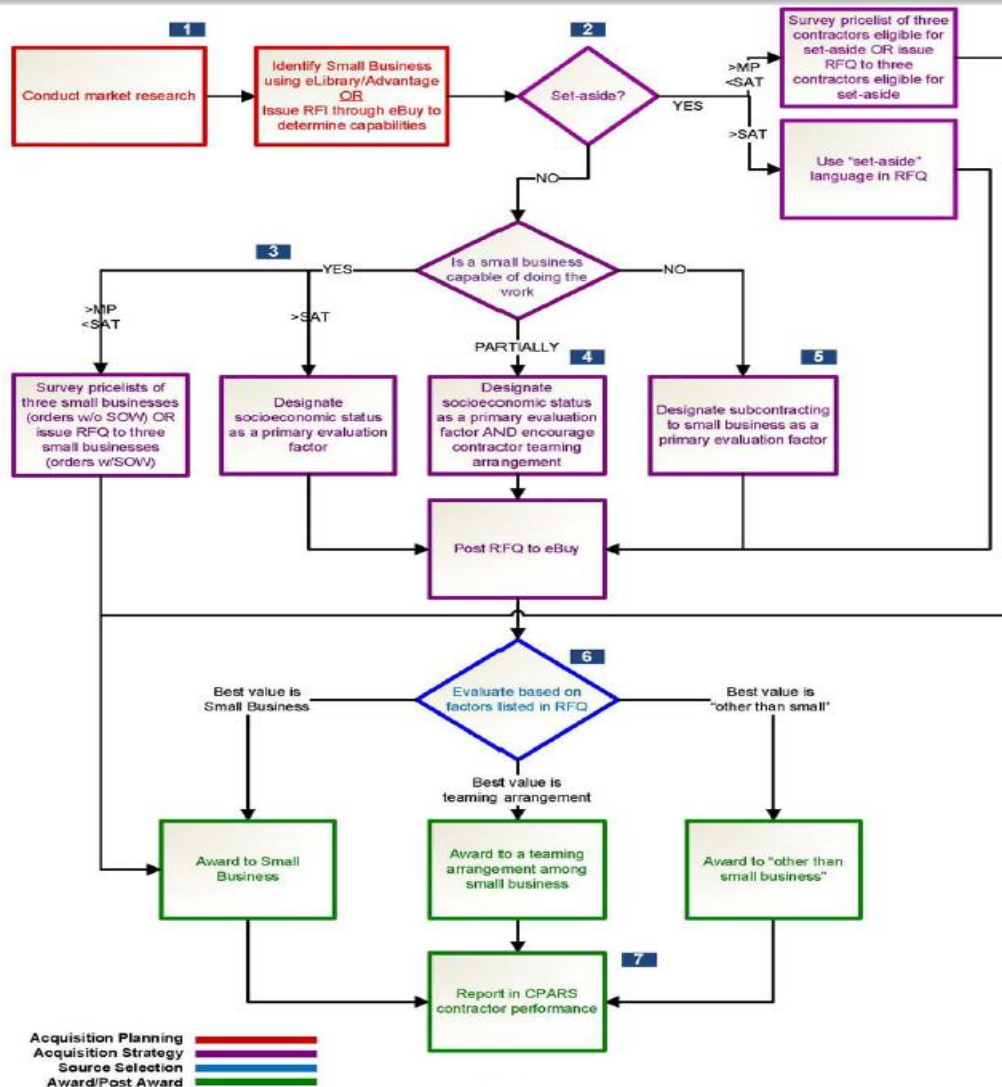 1
Conduct market research
Identify Small Business
using eLibrary/Advantage
OR
Issue RFI through eBuy to
determine capabilities
2
Set-aside?
YES
>MP
<SAT
Survey pricelist of three
contractors eligible for
set-aside OR issue
RFQ to three
contractors eligible for
set-aside
>SAT
Use "set-aside"
language in RFQ
NO
Is a small business
capable of doing the
work
3
YES
NO
>MP
<SAT
>SAT
PARTIALLY
4
5
Survey pricelists of
three small businesses
(orders w/o SOW) OR
issue RFQ to three
small businesses
(orders w/SOW)
Designate
socioeconomic status
as a primary evaluation
factor
Designate
socioeconomic status
as a primary evaluation
factor AND encourage
contractor teaming
arrangement
Designate subcontracting
to small business as a
primary evaluation factor
Post RFQ to eBuy
6
Evaluate based on
factors listed in RFQ
Best value is
Small Business
Best value is
"other than small"
Best value is
teaming arrangement
Award to Small
Business
Award to a teaming
arrangement among
small business
Award to "other than
small business"
7
Report in CPARS
contractor performance
Acquisition Planning
Acquisition Strategy
Source Selection
Award/Post Award